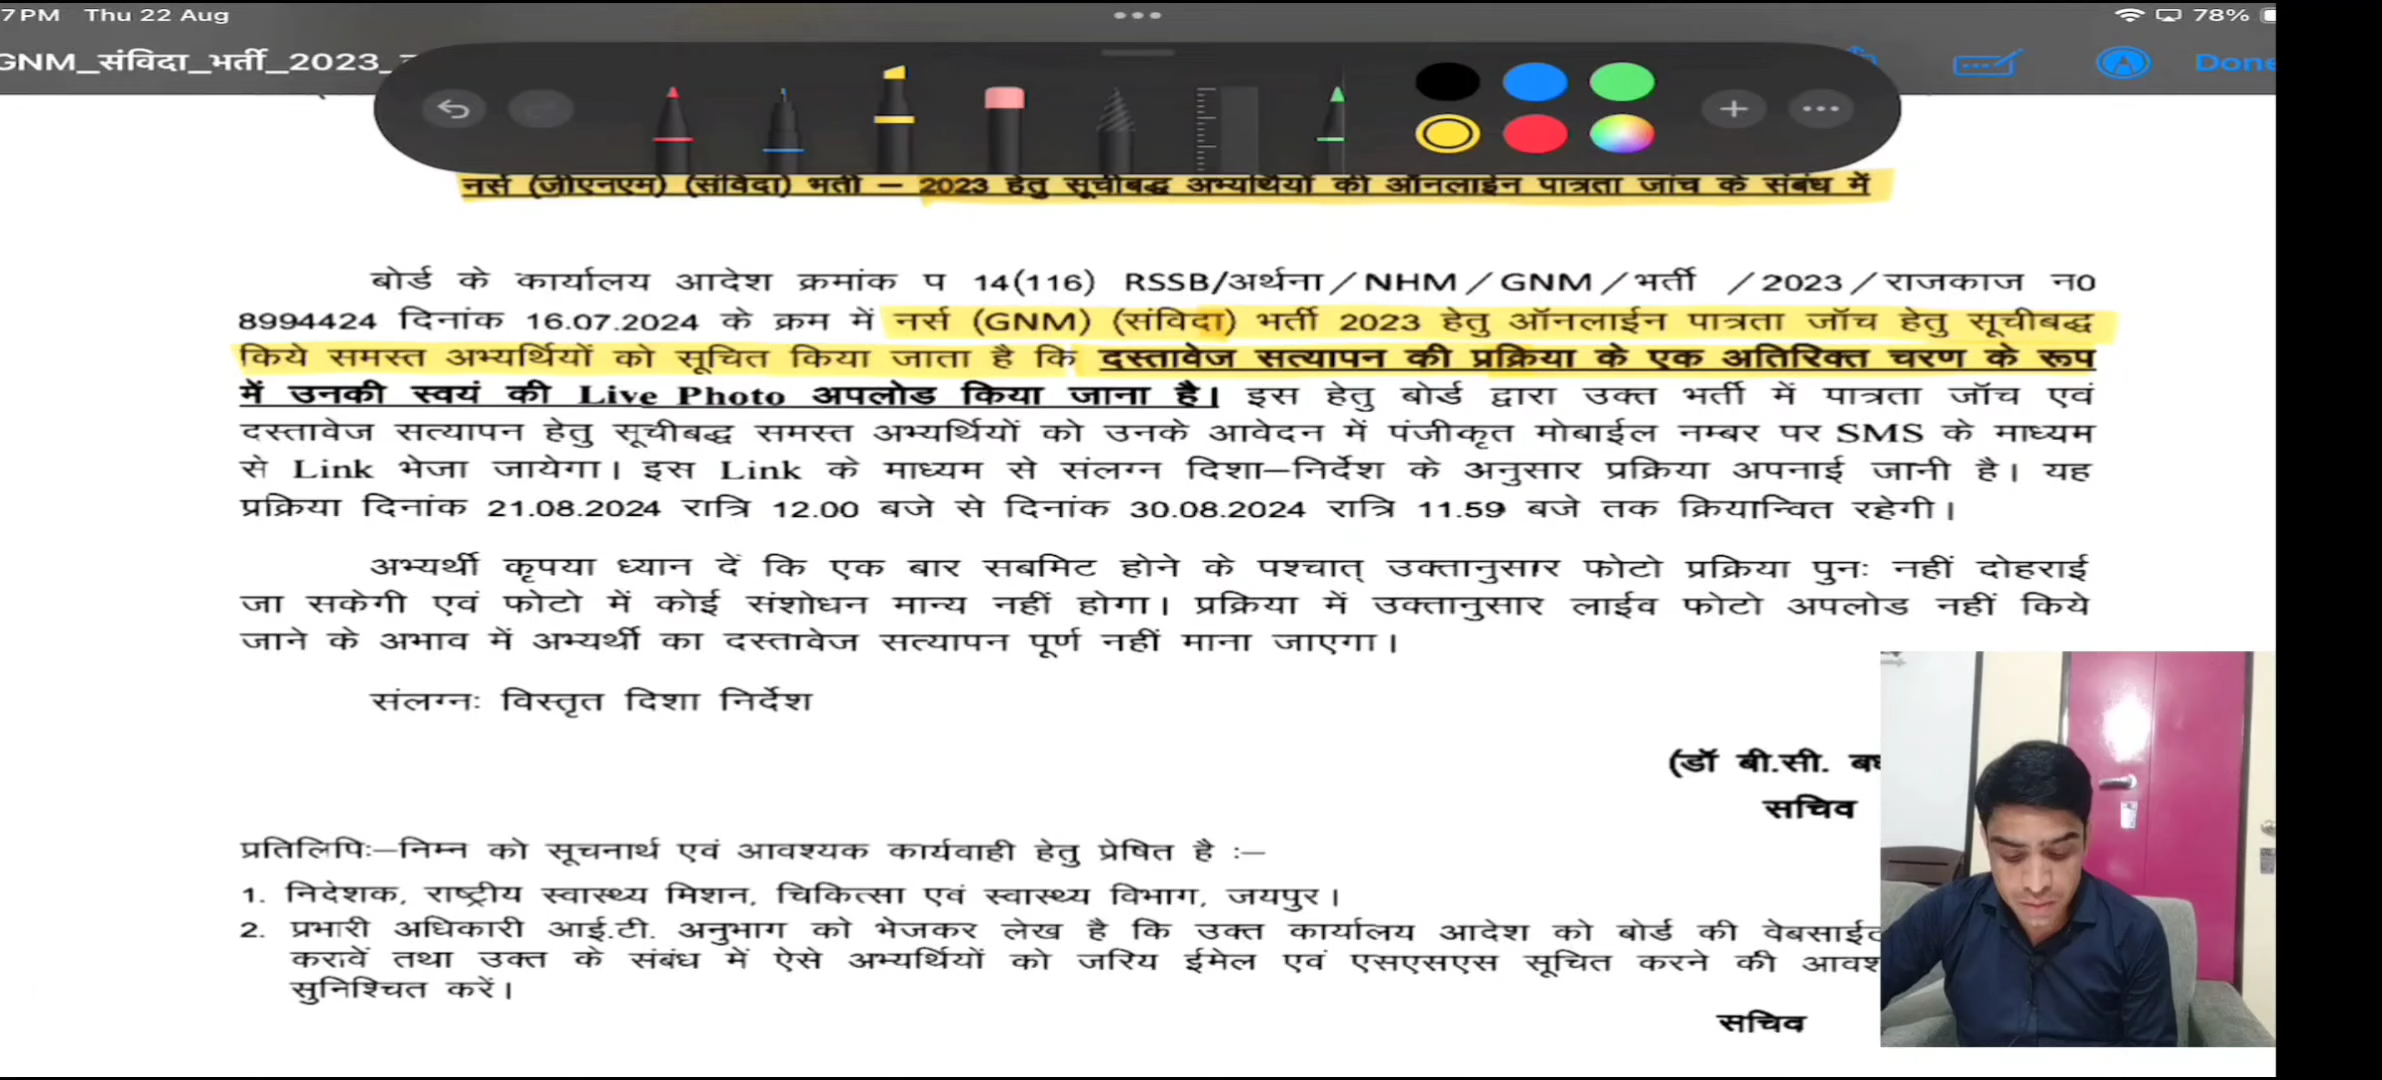 7 PM Thu 22 Aug
78%
GNM_संविदा_भर्ती_2023_
Done
नर्स (जीएनएम) (संविदा) भर्ती – 2023 हेतु सूचीबद्ध अभ्यर्थियों की ऑनलाईन पात्रता जांच के संबंध में
बोर्ड के कार्यालय आदेश क्रमांक प 14(116) RSSB/अर्थना/NHM/GNM/भर्ती /2023/राजकाज न0
8994424 दिनांक 16.07.2024 के क्रम में नर्स (GNM) (संविदा) भर्ती 2023 हेतु ऑनलाईन पात्रता जॉच हेतु सूचीबद्ध
किये समस्त अभ्यर्थियों को सूचित किया जाता है कि दस्तावेज सत्यापन की प्रक्रिया के एक अतिरिक्त चरण के रूप
में उनकी स्वयं की Live Photo अपलोड किया जाना है। इस हेतु बोर्ड द्वारा उक्त भर्ती में पात्रता जॉच एवं
दस्तावेज सत्यापन हेतु सूचीबद्ध समस्त अभ्यर्थियों को उनके आवेदन में पंजीकृत मोबाईल नम्बर पर SMS के माध्यम
से Link भेजा जायेगा। इस Link के माध्यम से संलग्न दिशा–निर्देश के अनुसार प्रक्रिया अपनाई जानी है। यह
प्रक्रिया दिनांक 21.08.2024 रात्रि 12.00 बजे से दिनांक 30.08.2024 रात्रि 11.59 बजे तक क्रियान्वित रहेगी।
अभ्यर्थी कृपया ध्यान दें कि एक बार सबमिट होने के पश्चात् उक्तानुसार फोटो प्रक्रिया पुनः नहीं दोहराई
जा सकेगी एवं फोटो में कोई संशोधन मान्य नहीं होगा। प्रक्रिया में उक्तानुसार लाईव फोटो अपलोड नहीं किये
जाने के अभाव में अभ्यर्थी का दस्तावेज सत्यापन पूर्ण नहीं माना जाएगा।
संलग्नः विस्तृत दिशा निर्देश
(डॉ बी.सी.
सचिव
प्रतिलिपिः–निम्न को सूचनार्थ एवं आवश्यक कार्यवाही हेतु प्रेषित है :–
1. निदेशक, राष्ट्रीय स्वास्थ्य मिशन, चिकित्सा एवं स्वास्थ्य विभाग, जयपुर।
2. प्रभारी अधिकारी आई.टी. अनुभाग को भेजकर लेख है कि उक्त कार्यालय आदेश को बोर्ड की
करावें तथा उक्त के संबंध में ऐसे अभ्यर्थियों को जरिय ईमेल एवं एसएसएस सूचित करने की
सुनिश्चित करें।
सचिव